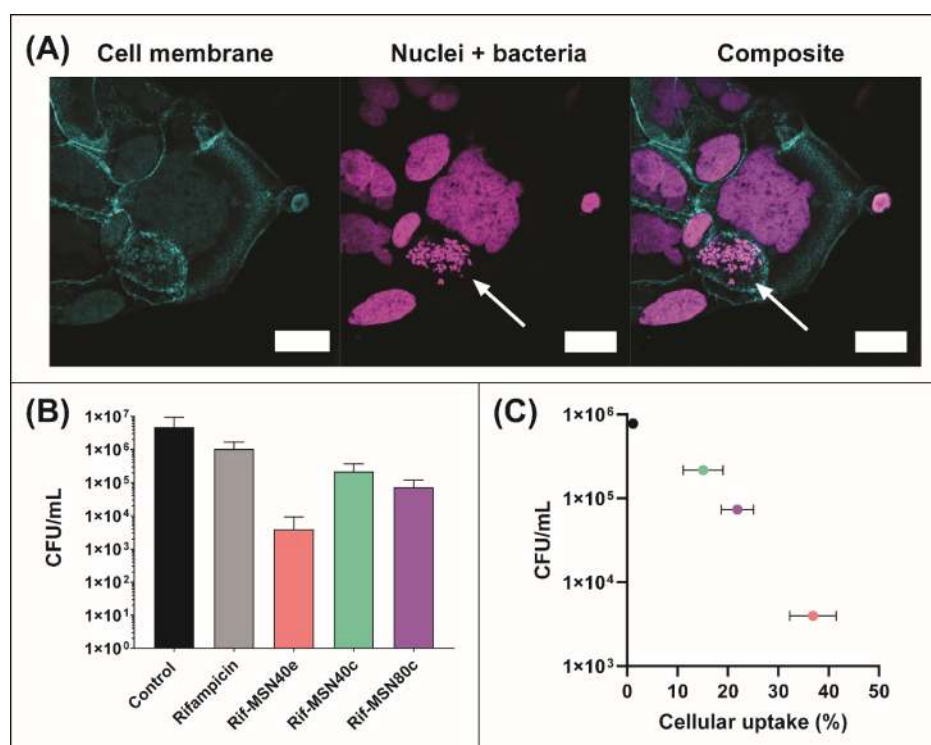 (A)
Cell membrane
Nuclei + bacteria
Composite
(B)
CFU/mL
1×10⁷
1×10⁶
1×10⁵
1×10⁴
1×10³
1×10²
1×10¹
1×10⁰
Control
Rifampicin
Rif-MSN40e
Rif-MSN40c
Rif-MSN80c
(C)
CFU/mL
1×10⁶
1×10⁵
1×10⁴
1×10³
0 10 20 30 40 50
Cellular uptake (%)